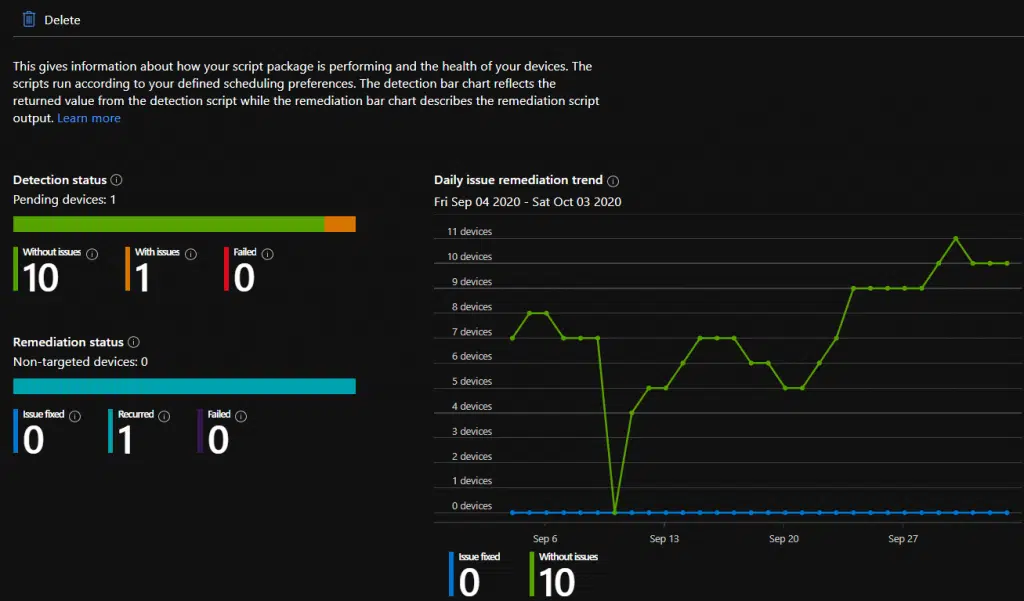 Delete
This gives information about how your script package is performing and the health of your devices. The
scripts run according to your defined scheduling preferences. The detection bar chart reflects the
returned value from the detection script while the remediation bar chart describes the remediation script
output. Learn more
Detection status
Pending devices: 1
Without issues
10
With issues
1
Failed
0
Remediation status
Non-targeted devices: 0
Issue fixed
0
Recurred
1
Failed
0
Daily issue remediation trend
Fri Sep 04 2020 - Sat Oct 03 2020
11 devices
10 devices
9 devices
8 devices
7 devices
6 devices
5 devices
4 devices
3 devices
2 devices
1 devices
0 devices
Sep 6
Sep 13
Sep 20
Sep 27
Issue fixed
0
Without issues
10